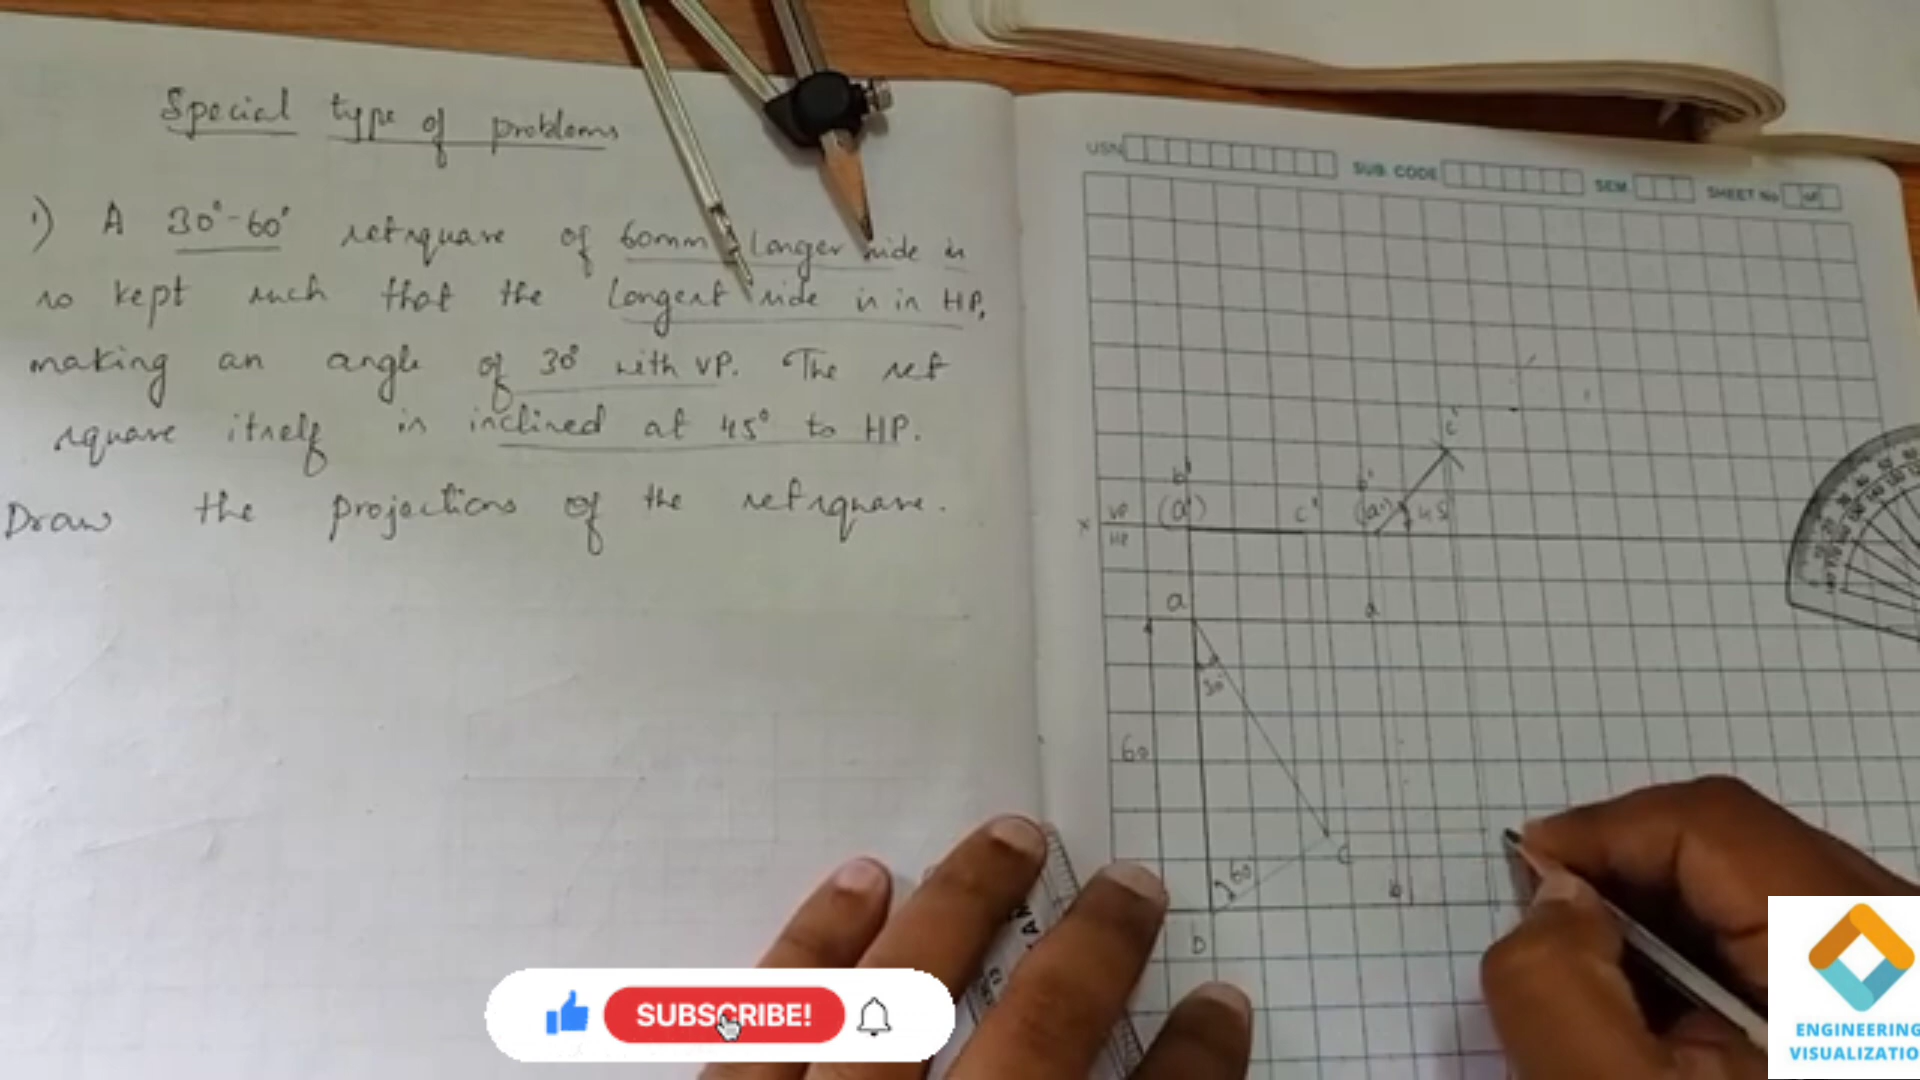 Special type of problems
1) A 30°-60° setsquare of 60mm longer side is
so kept such that the longest side is in HP,
making an angle of 30° with VP. The set
square itself is inclined at 45° to HP.
Draw the projections of the setsquare.
USN SUB. CODE SEM SHEET No
c'
b' b'
X VP (a') c' (a') 45
HP
a a
30°
60
c
60 b
b
SUBSCRIBE!
ENGINEERING
VISUALIZATIO